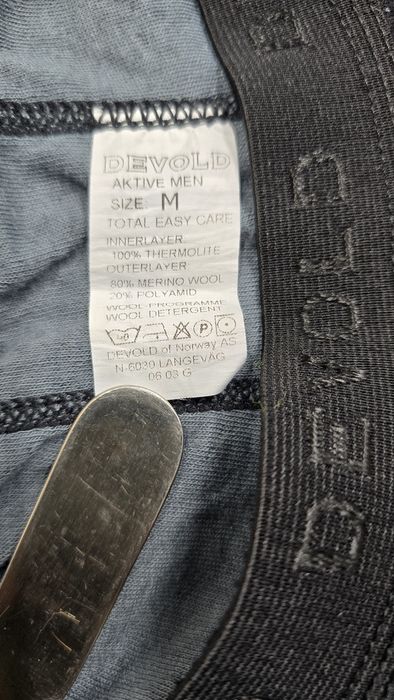 DEVOLD
AKTIVE MEN
SIZE: M
TOTAL EASY CARE
INNERLAYER:
100% THERMOLITE
OUTERLAYER:
80% MERINO WOOL
20% POLYAMID
WOOL PROGRAMME
WOOL DETERGENT
P
DEVOLD of Norway AS
N-6030 LANGEVÅG
06 03 G
DEVOLD